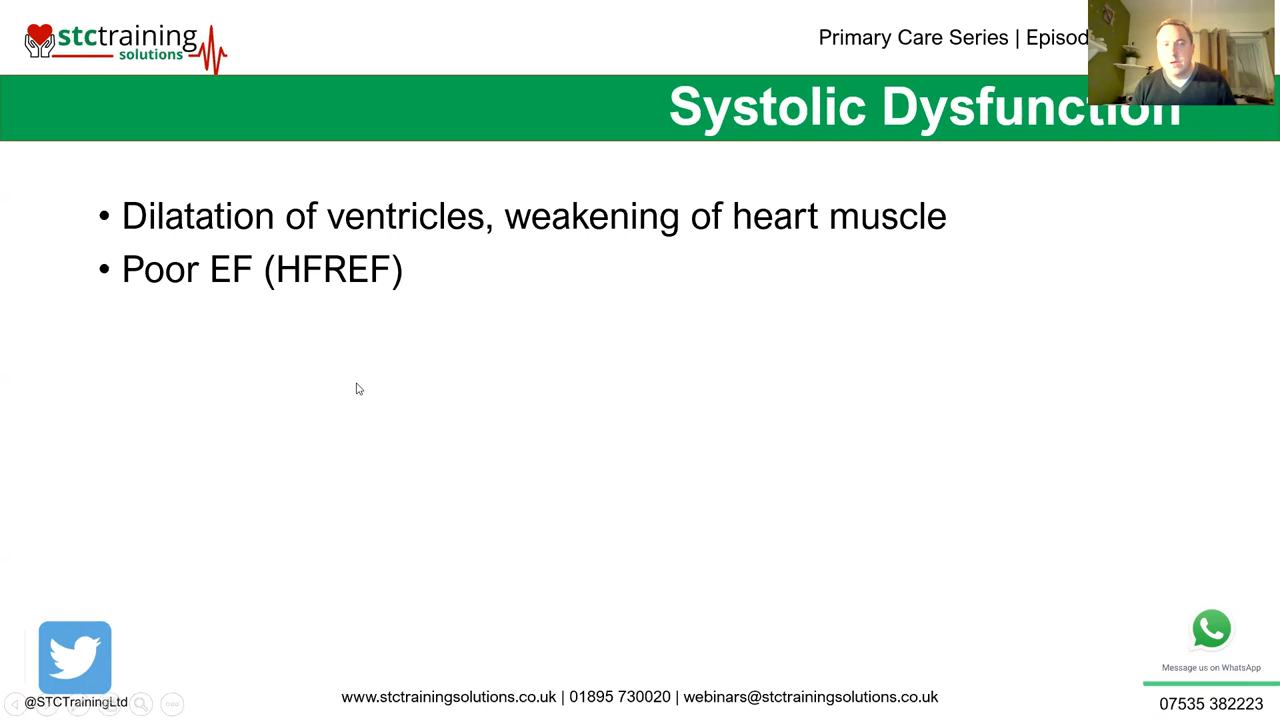 stctraining
solutions
Primary Care Series |
Systolic Dysfunction
• Dilatation of ventricles, weakening of heart muscle
• Poor EF (HFREF)
Message us on WhatsApp
@STCTrainingLtd
www.stctrainingsolutions.co.uk | 01895 730020 | webinars@stctrainingsolutions.co.uk
07535 382223